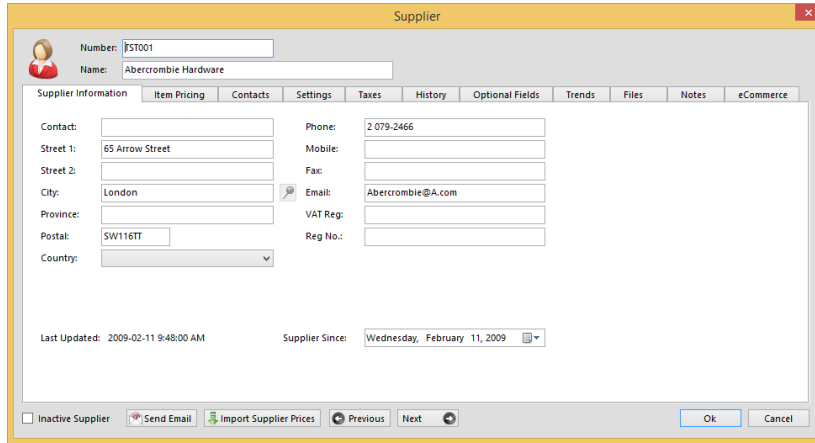 Supplier
Number: TST001
Name: Abercrombie Hardware
Supplier Information Item Pricing Contacts Settings Taxes History Optional Fields Trends Files Notes eCommerce
Contact: Phone: 2 079-2466
Street 1: 65 Arrow Street Mobile:
Street 2: Fax:
City: London Email: Abercrombie@A.com
Province: VAT Reg:
Postal: SW116TT Reg No.:
Country:
Last Updated: 2009-02-11 9:48:00 AM Supplier Since: Wednesday, February 11, 2009
Inactive Supplier Send Email Import Supplier Prices Previous Next Ok Cancel